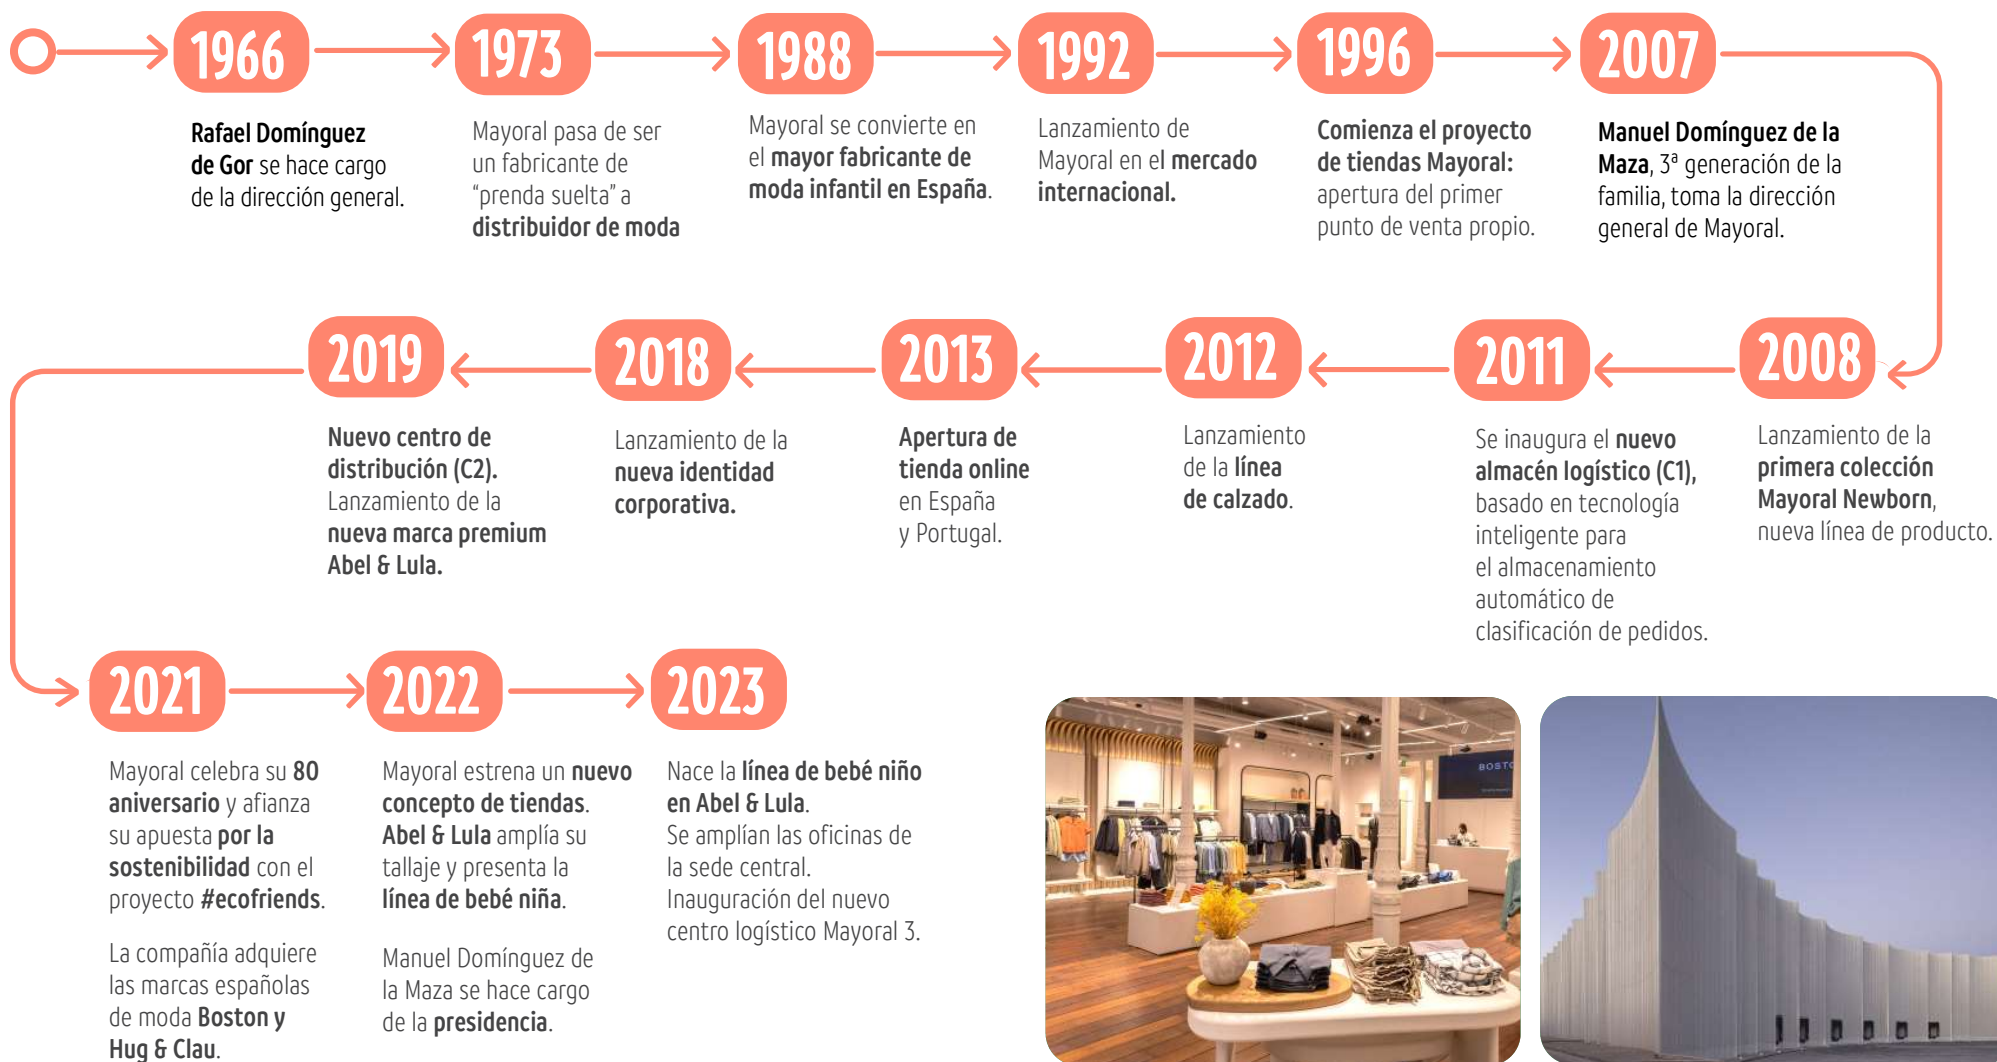 1966
Rafael Domínguez
de Gor se hace cargo
de la dirección general.
1973
Mayoral pasa de ser
un fabricante de
“prenda suelta” a
distribuidor de moda
1988
Mayoral se convierte en
el mayor fabricante de
moda infantil en España.
1992
Lanzamiento de
Mayoral en el mercado
internacional.
1996
Comienza el proyecto
de tiendas Mayoral:
apertura del primer
punto de venta propio.
2007
Manuel Domínguez de la
Maza, 3ª generación de la
familia, toma la dirección
general de Mayoral.
2008
Lanzamiento de la
primera colección
Mayoral Newborn,
nueva línea de producto.
2011
Se inaugura el nuevo
almacén logístico (C1),
basado en tecnología
inteligente para
el almacenamiento
automático de
clasificación de pedidos.
2012
Lanzamiento
de la línea
de calzado.
2013
Apertura de
tienda online
en España
y Portugal.
2018
Lanzamiento de la
nueva identidad
corporativa.
2019
Nuevo centro de
distribución (C2).
Lanzamiento de la
nueva marca premium
Abel & Lula.
2021
Mayoral celebra su 80
aniversario y afianza
su apuesta por la
sostenibilidad con el
proyecto #ecofriends.
La compañía adquiere
las marcas españolas
de moda Boston y
Hug & Clau.
2022
Mayoral estrena un nuevo
concepto de tiendas.
Abel & Lula amplía su
tallaje y presenta la
línea de bebé niña.
Manuel Domínguez de
la Maza se hace cargo
de la presidencia.
2023
Nace la línea de bebé niño
en Abel & Lula.
Se amplían las oficinas de
la sede central.
Inauguración del nuevo
centro logístico Mayoral 3.
BOSTO